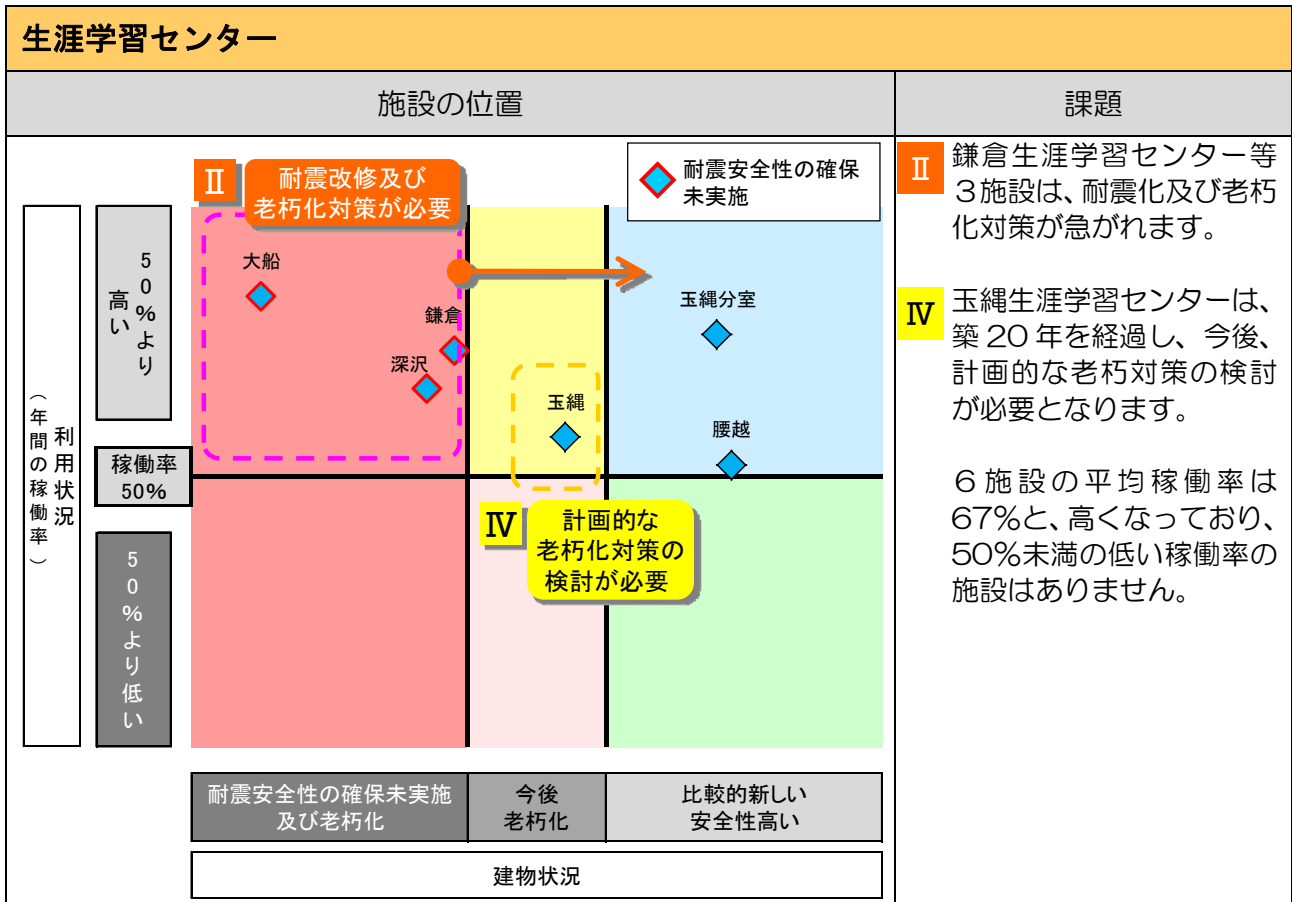 生涯学習センター
施設の位置
課題
Ⅱ
耐震改修及び
老朽化対策が必要
耐震安全性の確保
未実施
50%より
高い
大船
鎌倉
深沢
玉縄
玉縄分室
腰越
利用状況
（年間の稼働率）
稼働率
50%
50%より低い
Ⅳ
計画的な
老朽化対策の
検討が必要
耐震安全性の確保未実施
及び老朽化
今後
老朽化
比較的新しい
安全性高い
建物状況
Ⅱ
鎌倉生涯学習センター等
３施設は、耐震化及び老朽
化対策が急がれます。
Ⅳ
玉縄生涯学習センターは、
築 20 年を経過し、今後、
計画的な老朽対策の検討
が必要となります。
６施設の平均稼働率は
67%と、高くなっており、
50%未満の低い稼働率の
施設はありません。